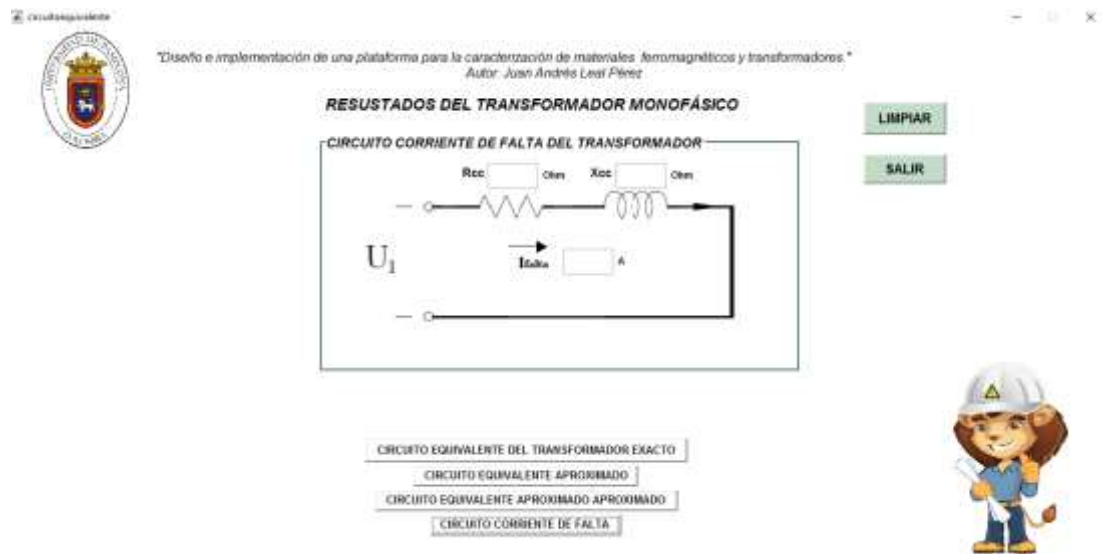 circuitoequivalente
"Diseño e implementación de una plataforma para la caracterización de materiales ferromagnéticos y transformadores."
Autor: Juan Andrés Leal Pérez
RESUSTADOS DEL TRANSFORMADOR MONOFÁSICO
LIMPIAR
SALIR
CIRCUITO CORRIENTE DE FALTA DEL TRANSFORMADOR
Rcc Ohm Xcc Ohm
U1
Ifalta A
CIRCUITO EQUIVALENTE DEL TRANSFORMADOR EXACTO
CIRCUITO EQUIVALENTE APROXIMADO
CIRCUITO EQUIVALENTE APROXIMADO APROXIMADO
CIRCUITO CORRIENTE DE FALTA